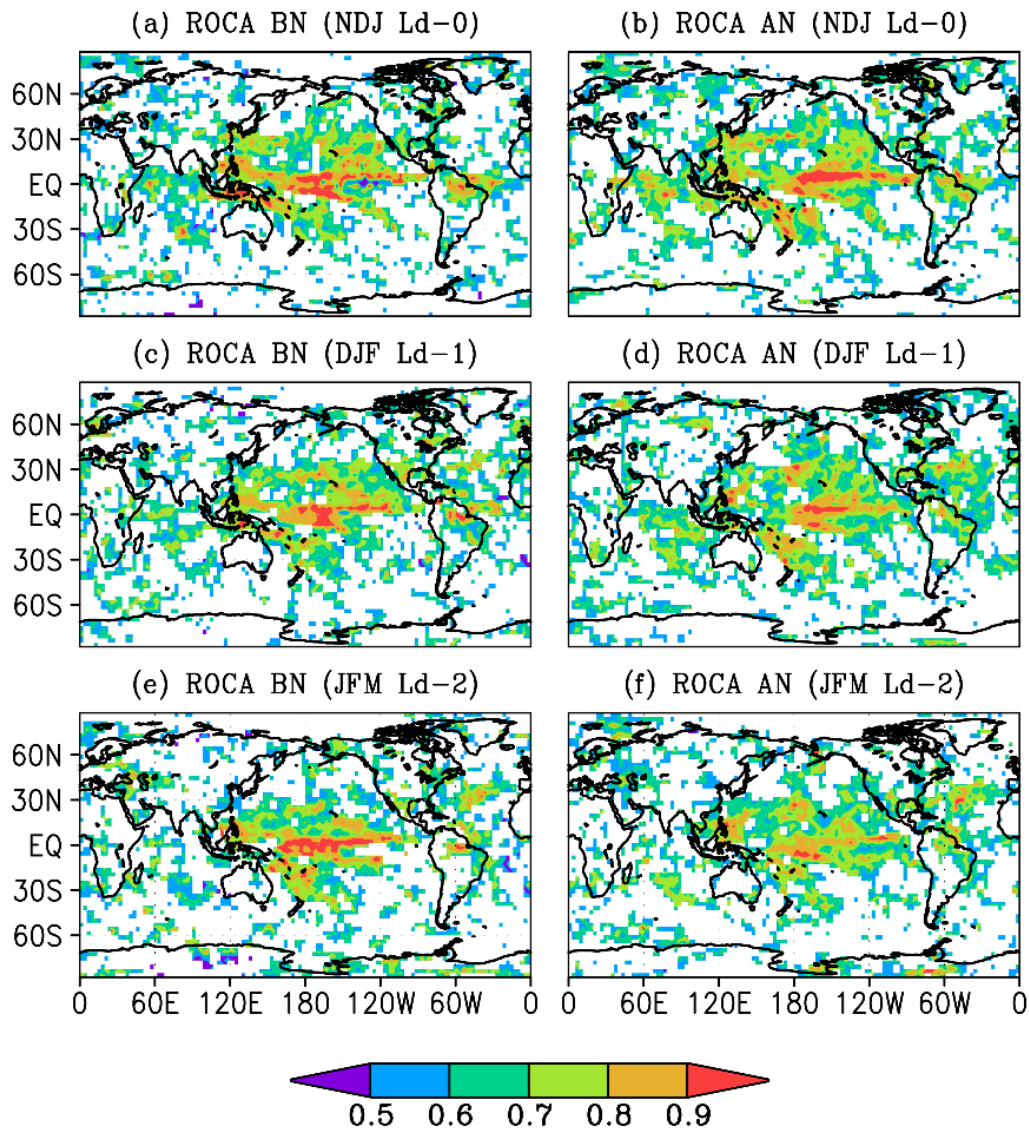 (a) ROCA BN (NDJ Ld-0) (b) ROCA AN (NDJ Ld-0)
60N
30N
EQ
30S
60S
(c) ROCA BN (DJF Ld-1) (d) ROCA AN (DJF Ld-1)
60N
30N
EQ
30S
60S
(e) ROCA BN (JFM Ld-2) (f) ROCA AN (JFM Ld-2)
60N
30N
EQ
30S
60S
0 60E 120E 180 120W 60W 0 0 60E 120E 180 120W 60W 0
0.5 0.6 0.7 0.8 0.9